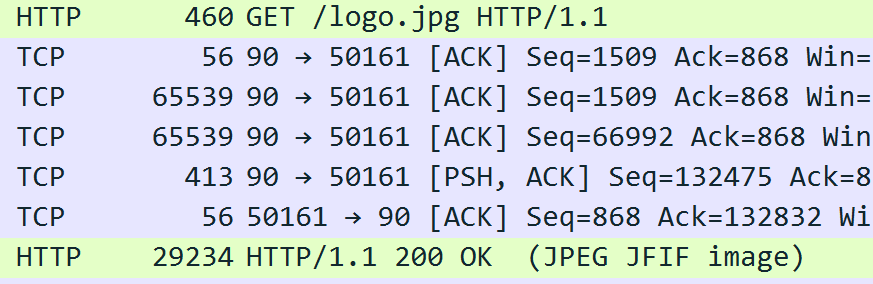 HTTP 460 GET /logo.jpg HTTP/1.1
TCP 56 90 → 50161 [ACK] Seq=1509 Ack=868 Win=
TCP 65539 90 → 50161 [ACK] Seq=1509 Ack=868 Win=
TCP 65539 90 → 50161 [ACK] Seq=66992 Ack=868 Win
TCP 413 90 → 50161 [PSH, ACK] Seq=132475 Ack=8
TCP 56 50161 → 90 [ACK] Seq=868 Ack=132832 Wi
HTTP 29234 HTTP/1.1 200 OK (JPEG JFIF image)